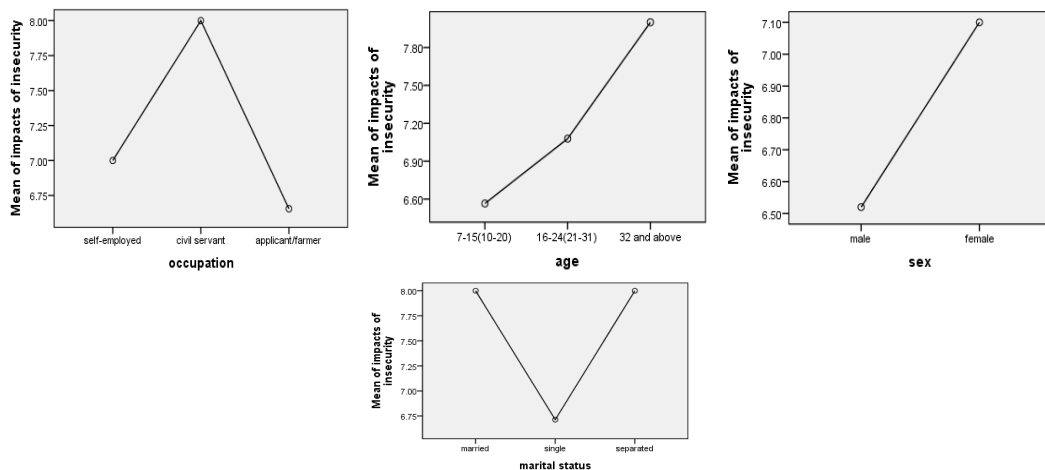 Mean of impacts of insecurity
8.00
7.75
7.50
7.25
7.00
6.75
self-employed civil servant applicant/farmer
occupation
Mean of impacts of
insecurity
7.80
7.50
7.20
6.90
6.60
7-15(10-20) 16-24(21-31) 32 and above
age
Mean of impacts of
insecurity
7.10
7.00
6.90
6.80
6.70
6.60
6.50
male female
sex
Mean of impacts of
insecurity
8.00
7.75
7.50
7.25
7.00
6.75
married single separated
marital status